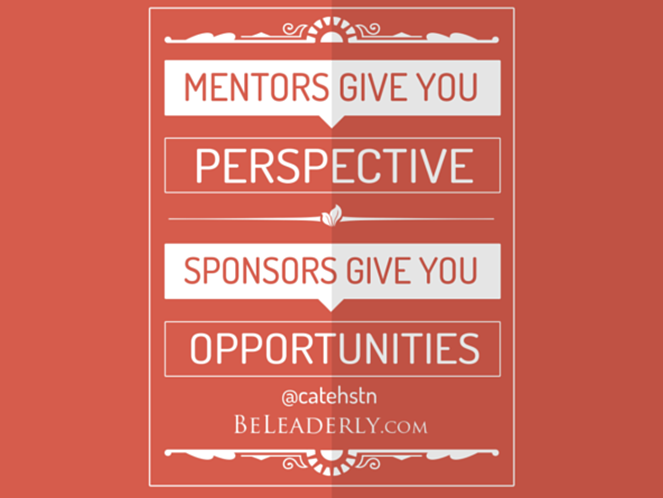 MENTORS GIVE YOU
PERSPECTIVE
SPONSORS GIVE YOU
OPPORTUNITIES
@catehstn
BELEADERLY.COM